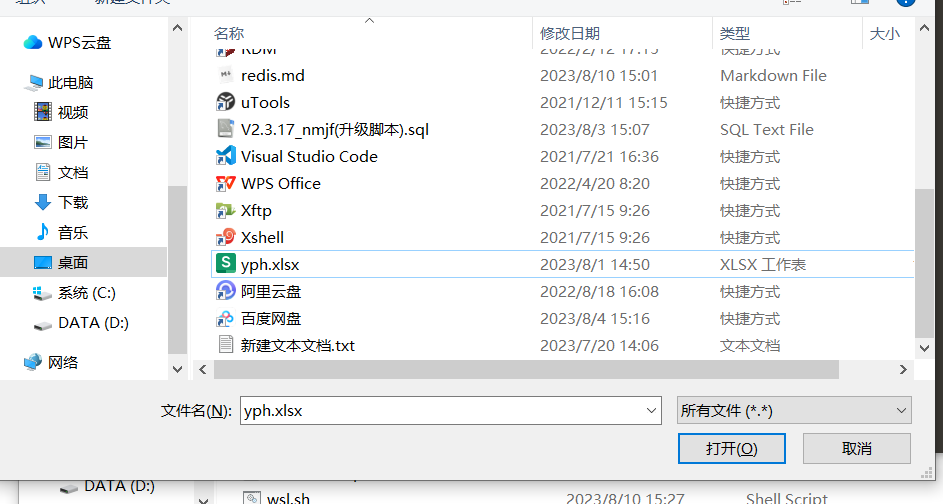 组织 新建文件夹
名称 修改日期 类型 大小
WPS云盘
此电脑
视频
图片
文档
下载
音乐
桌面
系统 (C:)
DATA (D:)
网络
RDM 2022/2/12 17:15 快捷方式
redis.md 2023/8/10 15:01 Markdown File
uTools 2021/12/11 15:15 快捷方式
V2.3.17_nmjf(升级脚本).sql 2023/8/3 15:07 SQL Text File
Visual Studio Code 2021/7/21 16:36 快捷方式
WPS Office 2022/4/20 8:20 快捷方式
Xftp 2021/7/15 9:26 快捷方式
Xshell 2021/7/15 9:26 快捷方式
yph.xlsx 2023/8/1 14:50 XLSX 工作表
阿里云盘 2022/8/18 16:08 快捷方式
百度网盘 2023/8/4 15:16 快捷方式
新建文本文档.txt 2023/7/20 14:06 文本文档
文件名(N): yph.xlsx 所有文件 (*.*)
打开(O) 取消
DATA (D:)
wsl.sh 2023/8/10 15:27 Shell Script